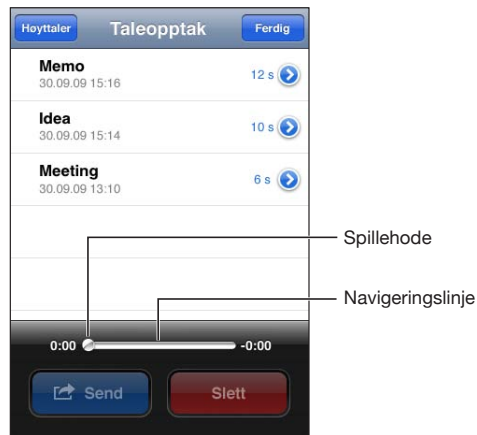 Høyttaler Taleopptak Ferdig
Memo
30.09.09 15:16
12 s
Idea
30.09.09 15:14
10 s
Meeting
30.09.09 13:10
6 s
Spillehode
Navigeringslinje
0:00 -0:00
Send Slett